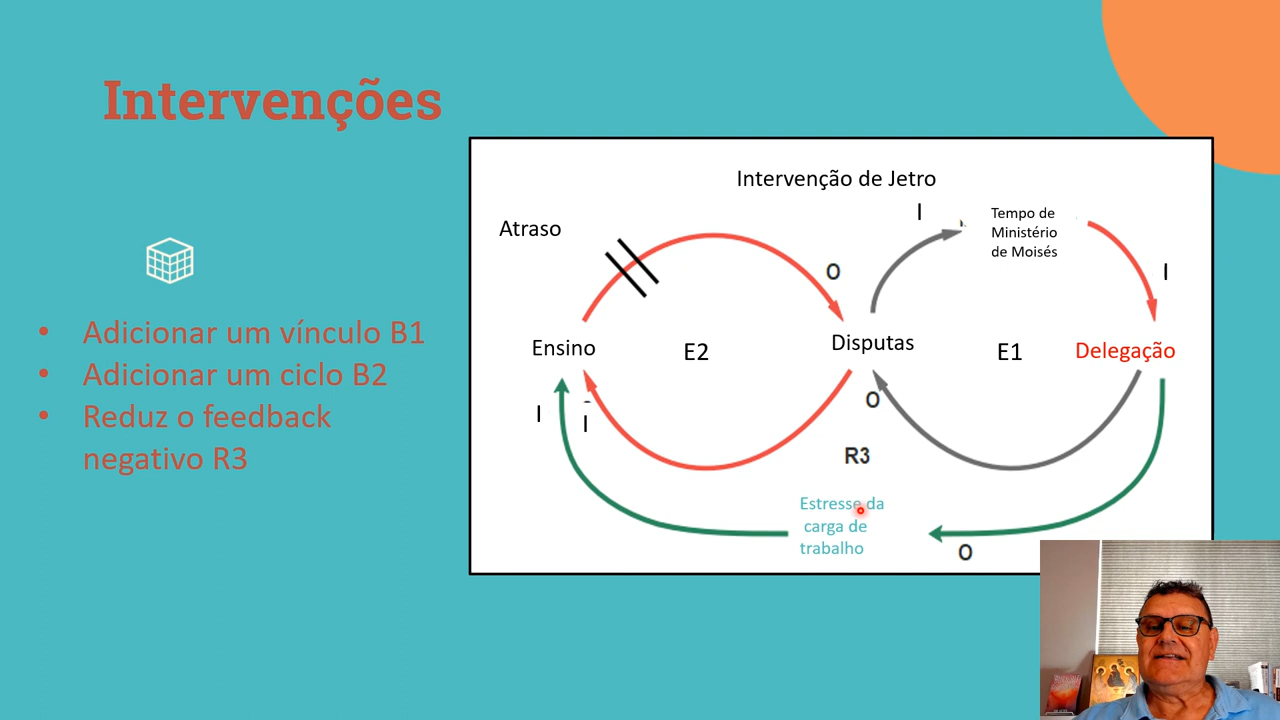 Intervenções
• Adicionar um vínculo B1
• Adicionar um ciclo B2
• Reduz o feedback
negativo R3
Intervenção de Jetro
Atraso
O
I
Tempo de
Ministério
de Moisés
I
Ensino
E2
Disputas
E1
Delegação
I
I
O
R3
Estresse da
carga de
trabalho
O